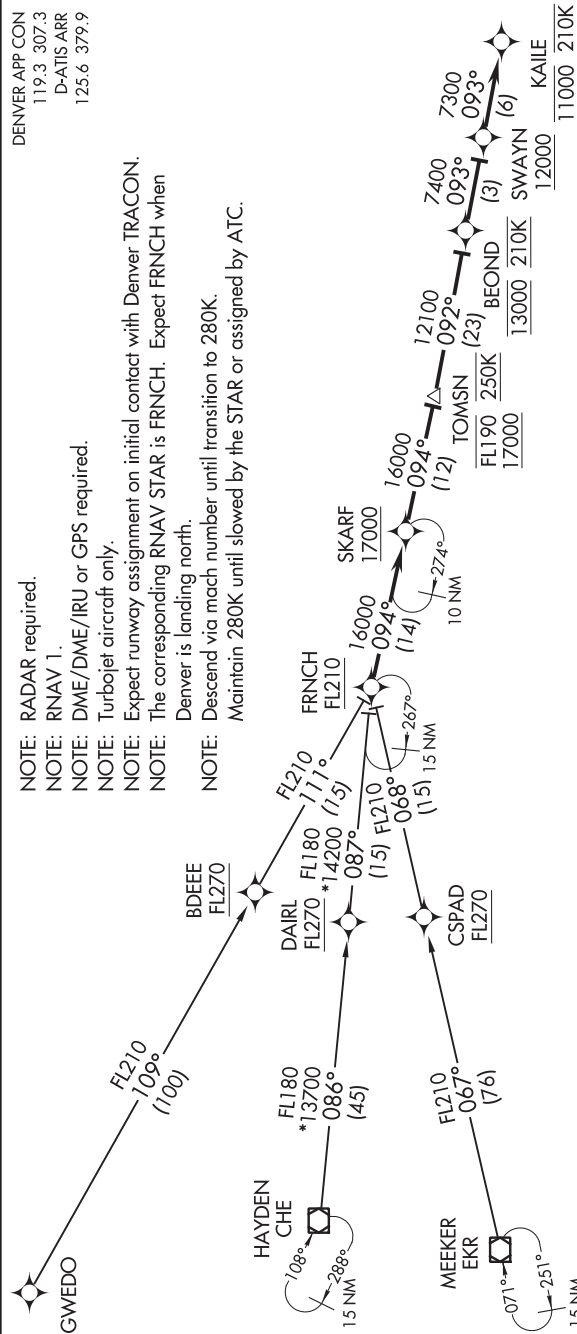 DENVER APP CON
119.3 307.3
D-ATIS ARR
125.6 379.9
NOTE: RADAR required.
NOTE: RNAV 1.
NOTE: DME/DME/IRU or GPS required.
NOTE: Turbojet aircraft only.
NOTE: Expect runway assignment on initial contact with Denver TRACON.
NOTE: The corresponding RNAV STAR is FRNCH. Expect FRNCH when
Denver is landing north.
NOTE: Descend via mach number until transition to 280K.
Maintain 280K until slowed by the STAR or assigned by ATC.
GWEDO
FL210
109°
(100)
BDEEE
FL270
FL210
111°
(15)
HAYDEN
CHE
108°
288°
15 NM
FL180
*13700
086°
(45)
DAIRL
FL270
FL180
*14200
087°
(15)
MEEKER
EKR
071°
251°
15 NM
FL210
067°
(76)
CSPAD
FL270
FL210
068°
(15)
FRNCH
FL210
267°
15 NM
16000
094°
(14)
SKARF
17000
274°
10 NM
16000
094°
(12)
TOMSN
FL190 250K
17000
12100
092°
(23)
BEOND
13000 210K
7400
093°
(3)
SWAYN
12000
7300
093°
(6)
KAILE
11000 210K